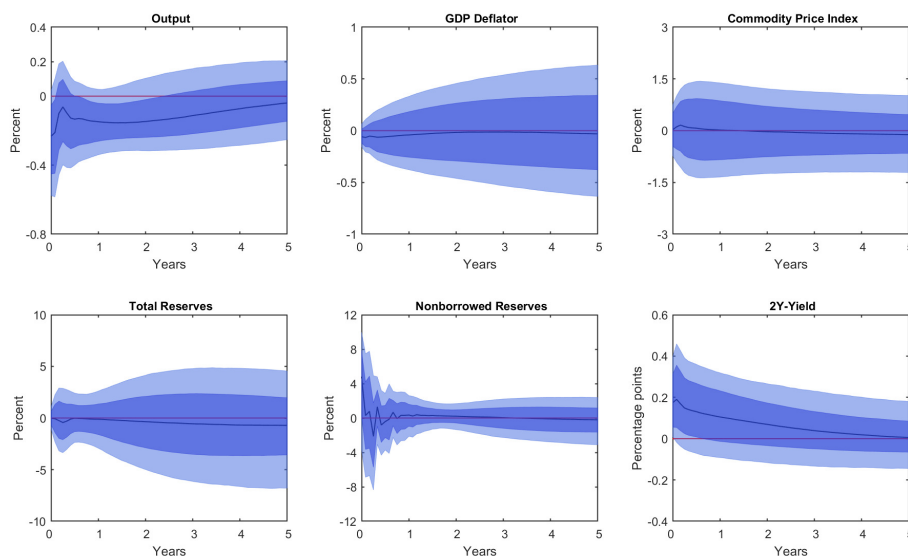 Output
0.4
0.2
0
-0.4
-0.8
Percent
0 1 2 3 4 5
Years
GDP Deflator
1
0.5
0
-0.5
-1
Percent
0 1 2 3 4 5
Years
Commodity Price Index
3
1.5
0
-1.5
-3
Percent
0 1 2 3 4 5
Years
Total Reserves
10
5
0
-5
-10
Percent
0 1 2 3 4 5
Years
Nonborrowed Reserves
12
8
4
0
-4
-8
-12
Percent
0 1 2 3 4 5
Years
2Y-Yield
0.6
0.4
0.2
0
-0.2
-0.4
Percentage points
0 1 2 3 4 5
Years